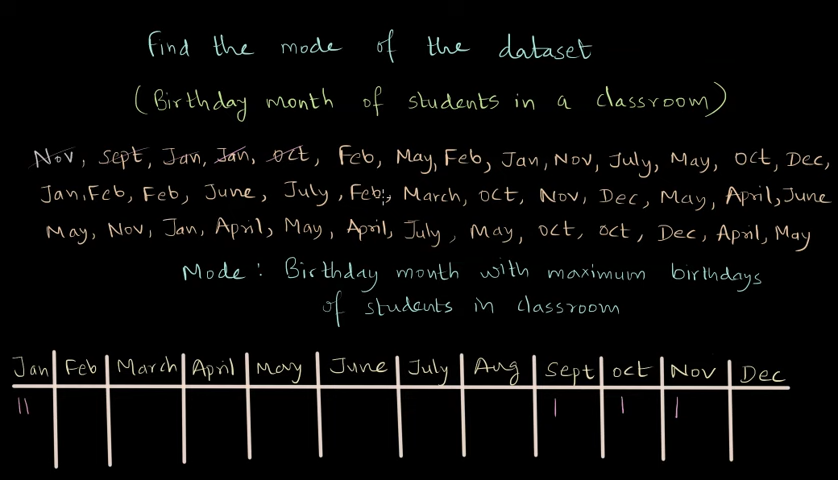 Find the mode of the dataset
(Birthday month of students in a classroom)
Nov, Sept, Jan, Jan, Oct, Feb, May, Feb, Jan, Nov, July, May, Oct, Dec,
Jan, Feb, Feb, June, July, Feb, March, Oct, Nov, Dec, May, April, June
May, Nov, Jan, April, May, April, July, May, Oct, Oct, Dec, April, May
Mode: Birthday month with maximum birthdays
of students in classroom
Jan Feb March April May June July Aug Sept Oct Nov Dec
|| | | |